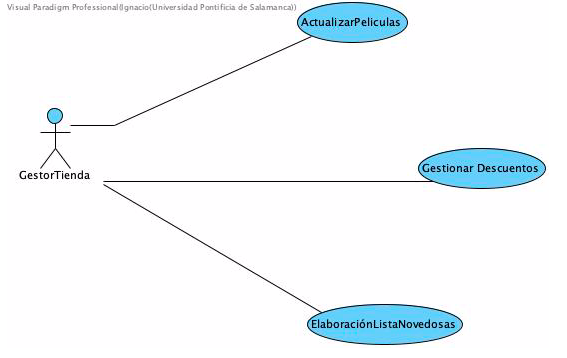 Visual Paradigm Professional(Ignacio(Universidad Pontificia de Salamanca))
ActualizarPeliculas
Gestionar Descuentos
GestorTienda
ElaboraciónListaNovedosas